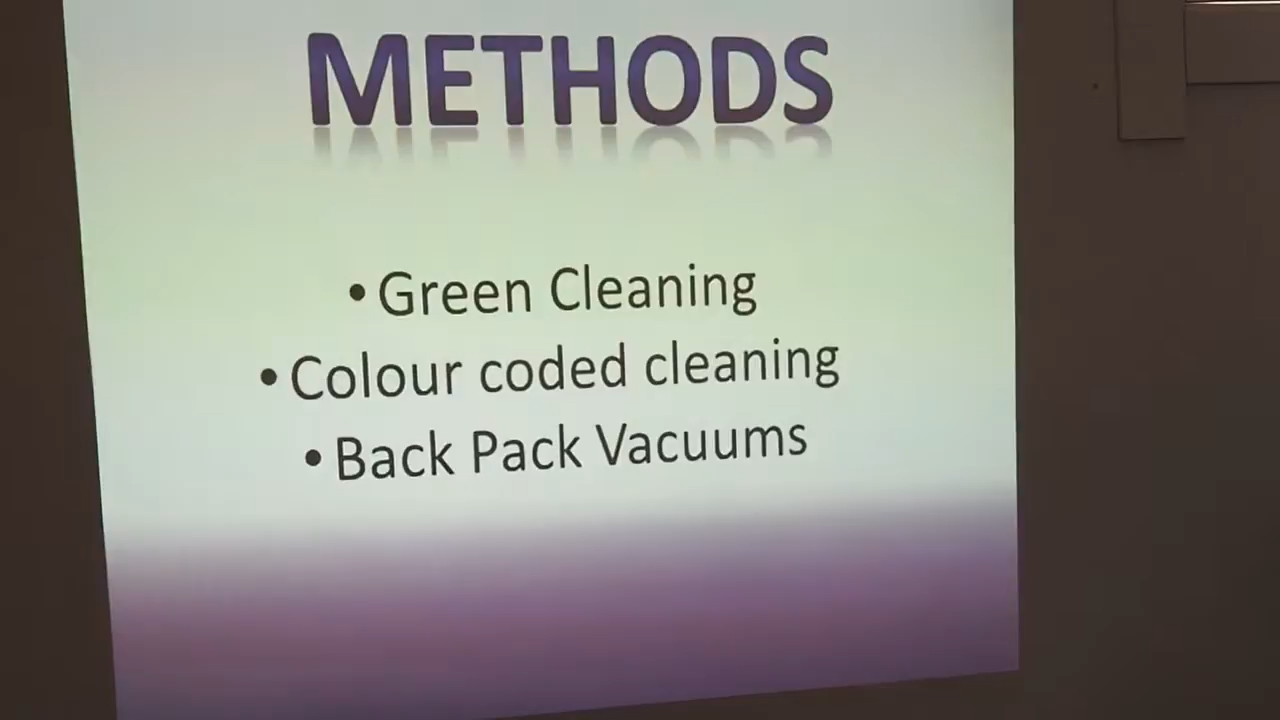 METHODS
• Green Cleaning
• Colour coded cleaning
• Back Pack Vacuums